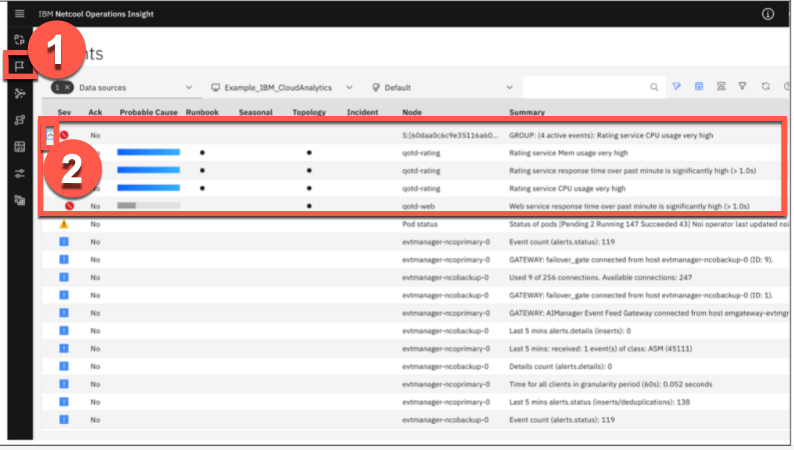 IBM Netcool Operations Insight
1
nts
1 × Data sources Example_IBM_CloudAnalytics Default
Sev Ack Probable Cause Runbook Seasonal Topology Incident Node Summary
No S:[60daa0c6c9e35116a60... GROUP: (4 active events): Rating service CPU usage very high
2
No qotd-rating Rating service Mem usage very high
qotd-rating Rating service response time over past minute is significantly high (> 1.0s)
No qotd-rating Rating service CPU usage very high
No qotd-web Web service response time over past minute is significantly high (> 1.0s)
No Pod status Status of pods [Pending 2 Running 147 Succeeded 43] Noi operator last updated noi
No evtmanager-ncoprimary-0 Event count (alerts.status): 119
No evtmanager-ncobackup-0 GATEWAY: failover_gate connected from host evtmanager-ncobackup-0 (ID: 9).
No evtmanager-ncobackup-0 Used 9 of 256 connections. Available connections: 247
No evtmanager-ncobackup-0 GATEWAY: failover_gate connected from host evtmanager-ncobackup-0 (ID: 1).
No evtmanager-ncoprimary-0 GATEWAY: AIManager Event Feed Gateway connected from host emgateway-evtmgr
No evtmanager-ncobackup-0 Last 5 mins alerts.details (inserts): 0
No evtmanager-ncoprimary-0 Last 5 mins: received: 1 event(s) of class: ASM (45111)
No evtmanager-ncobackup-0 Details count (alerts.details): 0
No evtmanager-ncoprimary-0 Time for all clients in granularity period (60s): 0.052 seconds
No evtmanager-ncoprimary-0 Last 5 mins alerts.status (inserts/deduplications): 138
No evtmanager-ncobackup-0 Event count (alerts.status): 119